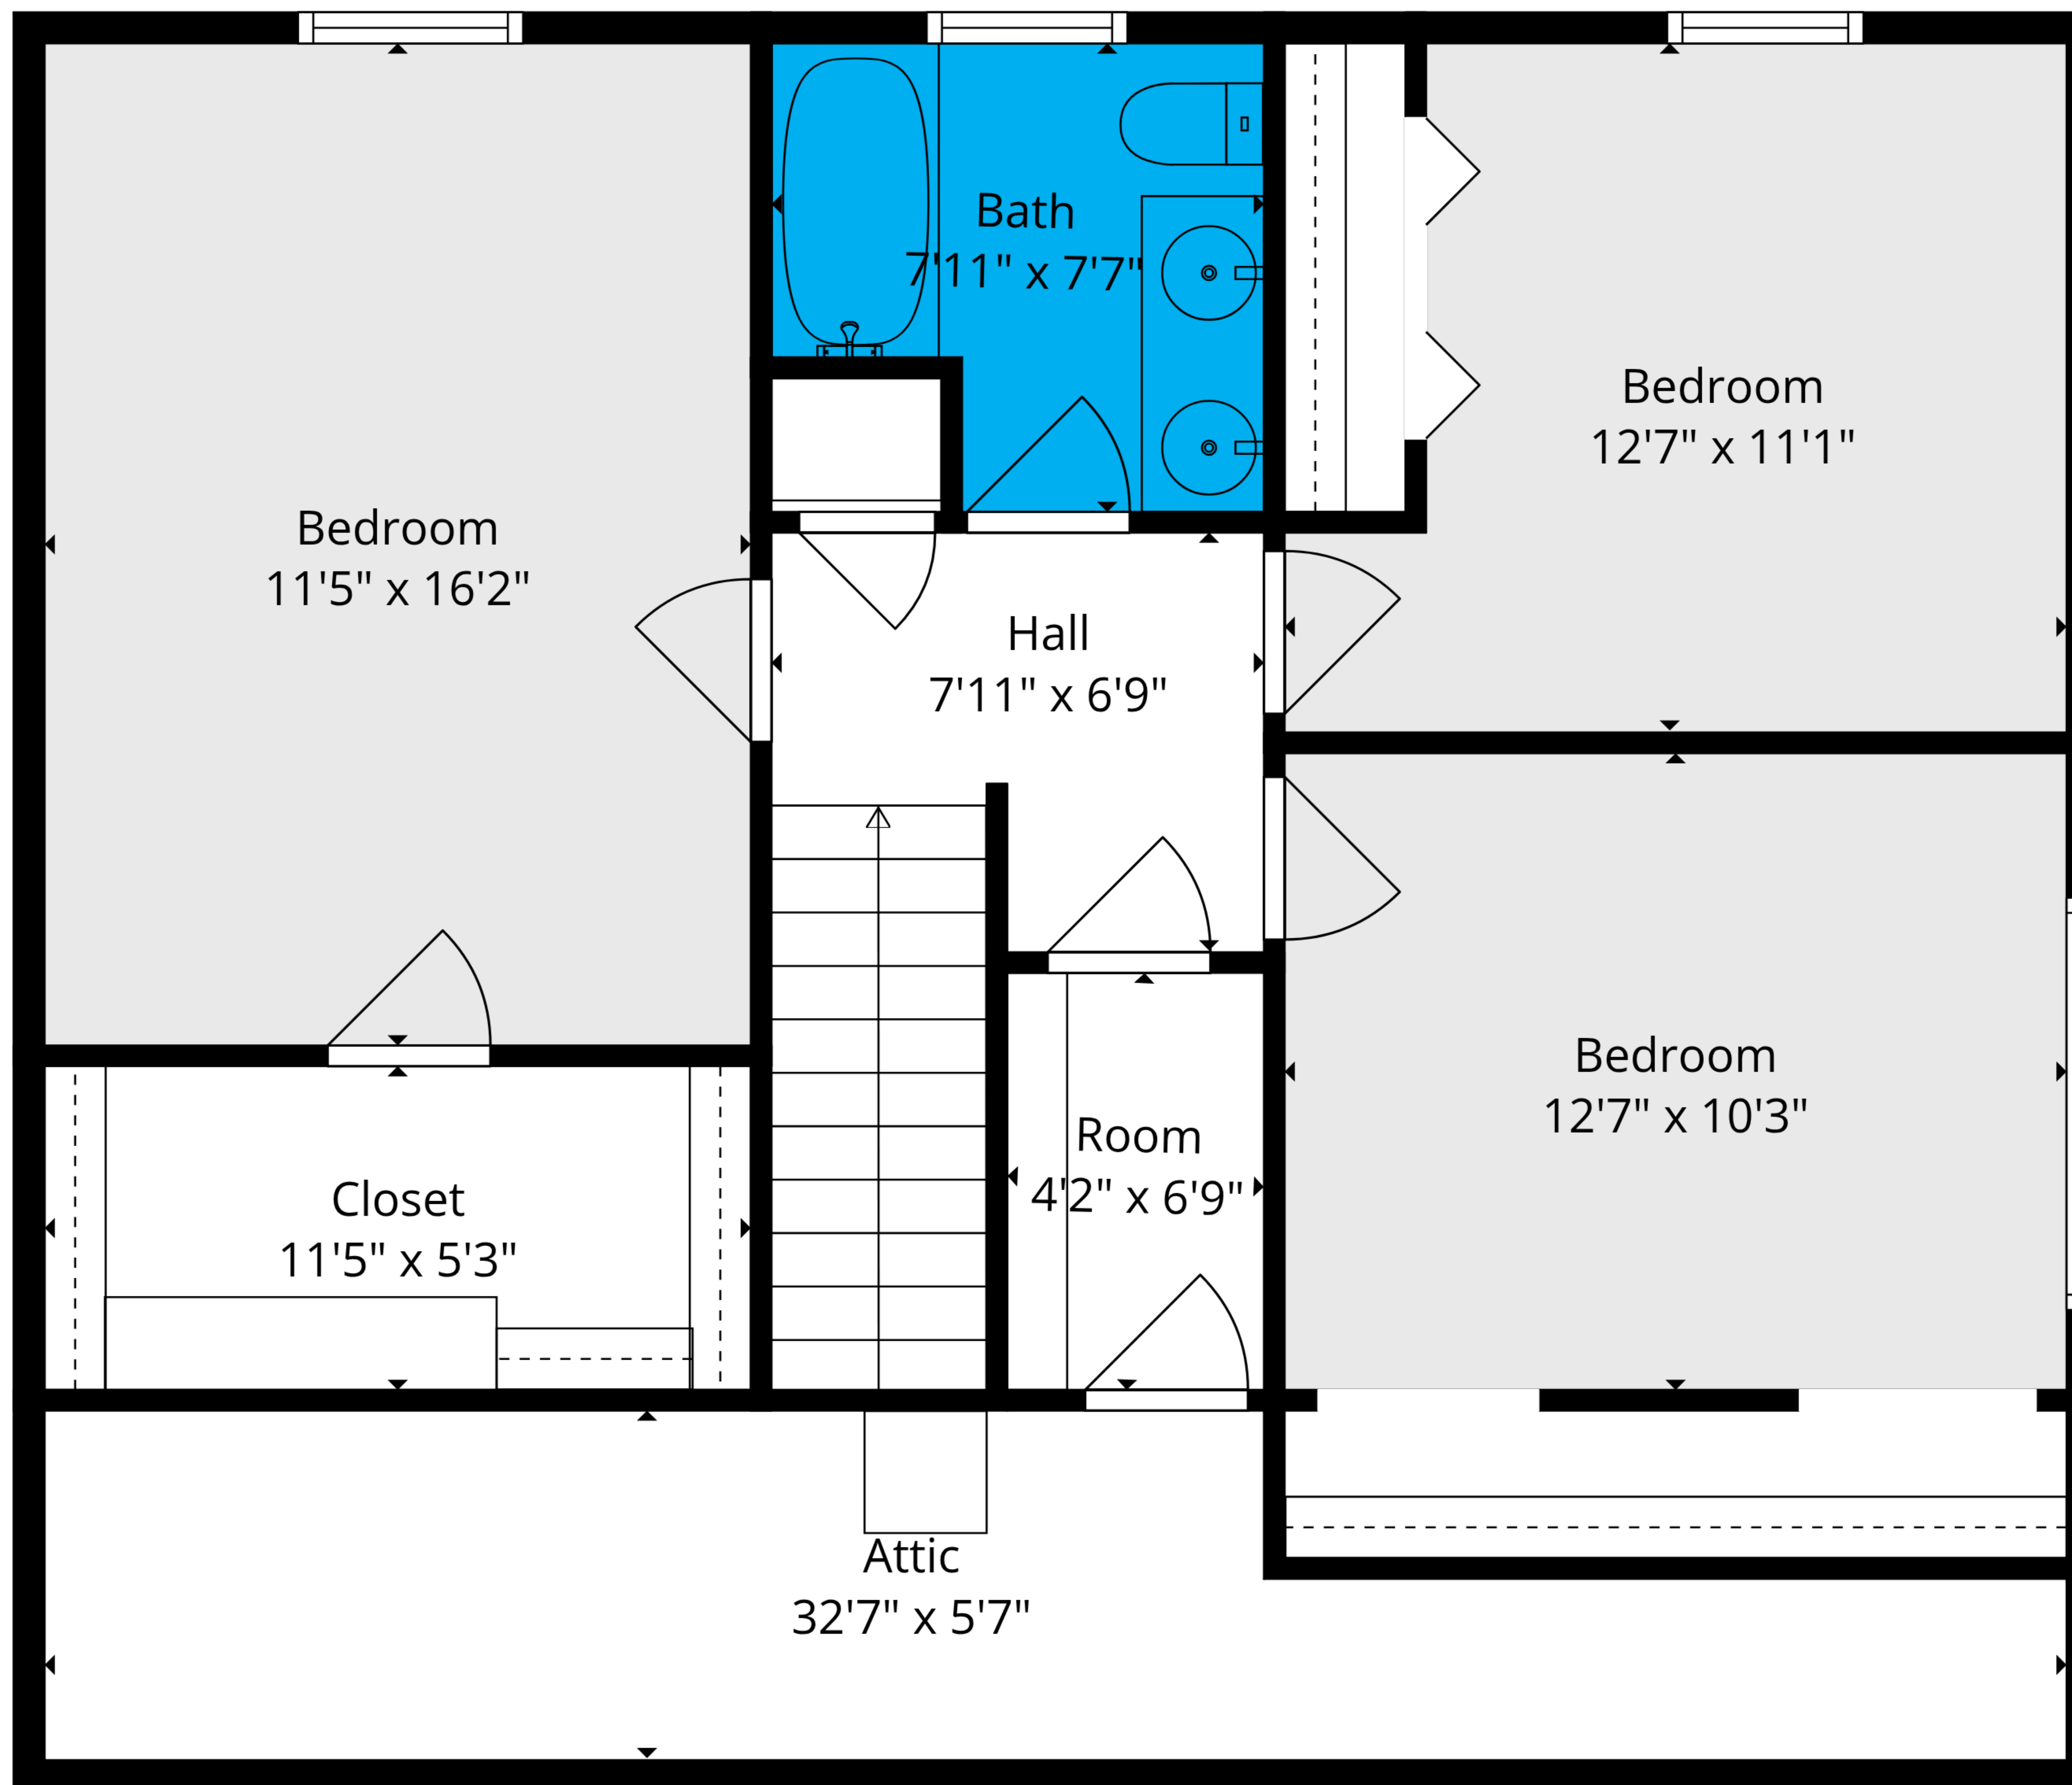 Bath
7'11" x 7'7"
Bedroom
12'7" x 11'1"
Bedroom
11'5" x 16'2"
Hall
7'11" x 6'9"
Bedroom
12'7" x 10'3"
Room
4'2" x 6'9"
Closet
11'5" x 5'3"
Attic
32'7" x 5'7"